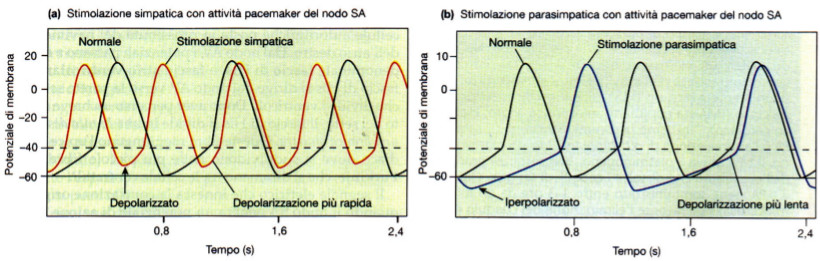 (a) Stimolazione simpatica con attività pacemaker del nodo SA
Normale
Stimolazione simpatica
Potenziale di membrana
20
0
−20
−40
−60
Depolarizzato
Depolarizzazione più rapida
0,8
1,6
2,4
Tempo (s)
(b) Stimolazione parasimpatica con attività pacemaker del nodo SA
Normale
Stimolazione parasimpatica
Potenziale di membrana
10
0
−40
−60
Iperpolarizzato
Depolarizzazione più lenta
0,8
1,6
2,4
Tempo (s)